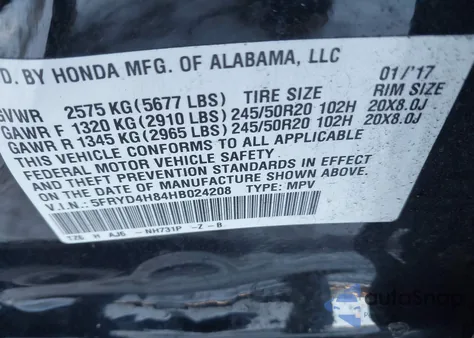 D. BY HONDA MFG. OF ALABAMA, LLC 01/'17
GVWR 2575 KG (5677 LBS) TIRE SIZE RIM SIZE
GAWR F 1320 KG (2910 LBS) 245/50R20 102H 20X8.0J
GAWR R 1345 KG (2965 LBS) 245/50R20 102H 20X8.0J
THIS VEHICLE CONFORMS TO ALL APPLICABLE
FEDERAL MOTOR VEHICLE SAFETY
AND THEFT PREVENTION STANDARDS IN EFFECT
ON THE DATE OF MANUFACTURE SHOWN ABOVE.
V.I.N.: 5FRYD4H84HB024208 TYPE: MPV
TZE H AJ6- NH731P -Z -B
autoSnap